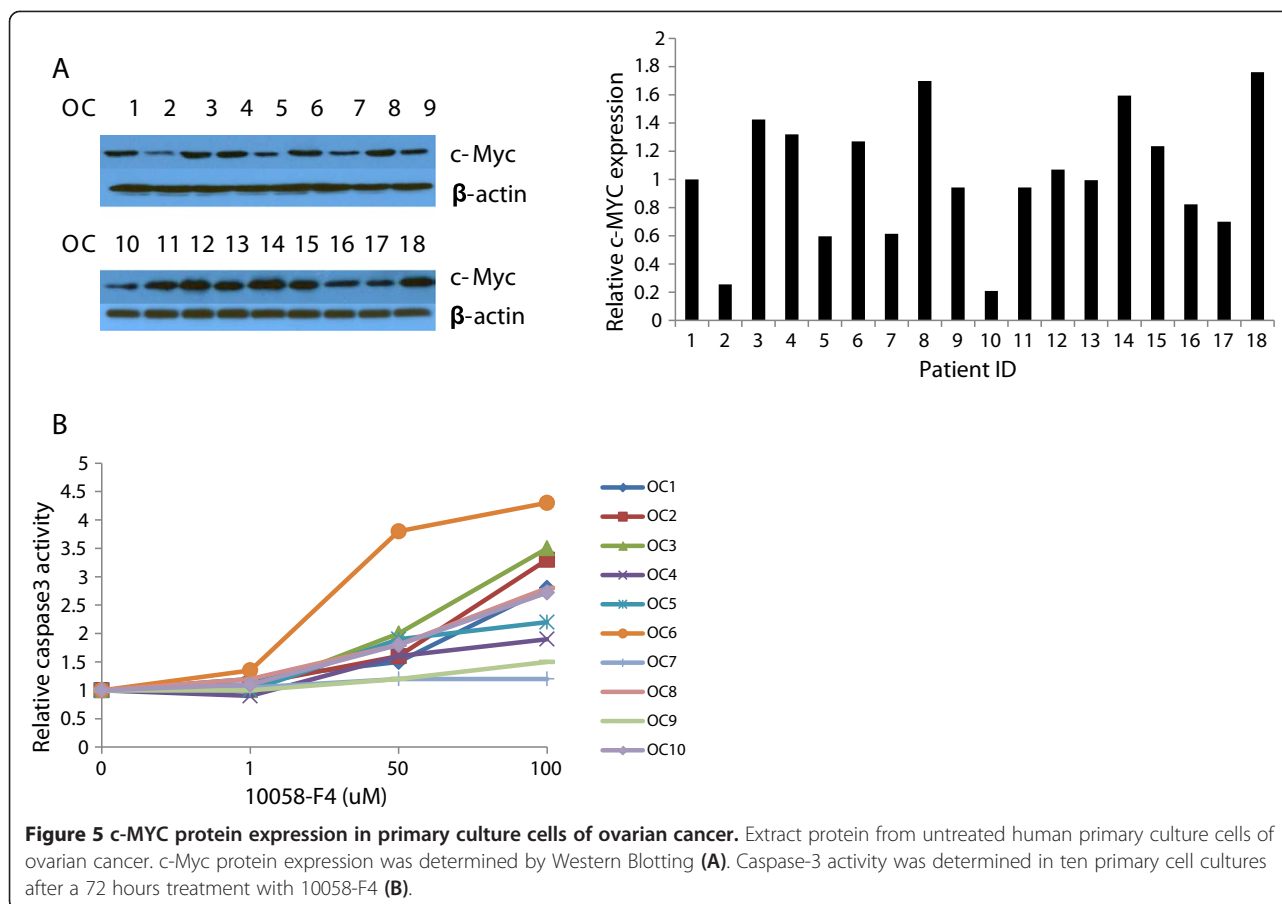 A
OC 1 2 3 4 5 6 7 8 9
c-Myc
β-actin
OC 10 11 12 13 14 15 16 17 18
c-Myc
β-actin
Relative c-MYC expression
2
1.8
1.6
1.4
1.2
1
0.8
0.6
0.4
0.2
0
1 2 3 4 5 6 7 8 9 10 11 12 13 14 15 16 17 18
Patient ID
B
Relative caspase3 activity
5
4.5
4
3.5
3
2.5
2
1.5
1
0.5
0
0 1 50 100
10058-F4 (uM)
OC1
OC2
OC3
OC4
OC5
OC6
OC7
OC8
OC9
OC10
Figure 5 c-MYC protein expression in primary culture cells of ovarian cancer. Extract protein from untreated human primary culture cells of
ovarian cancer. c-Myc protein expression was determined by Western Blotting (A). Caspase-3 activity was determined in ten primary cell cultures
after a 72 hours treatment with 10058-F4 (B).